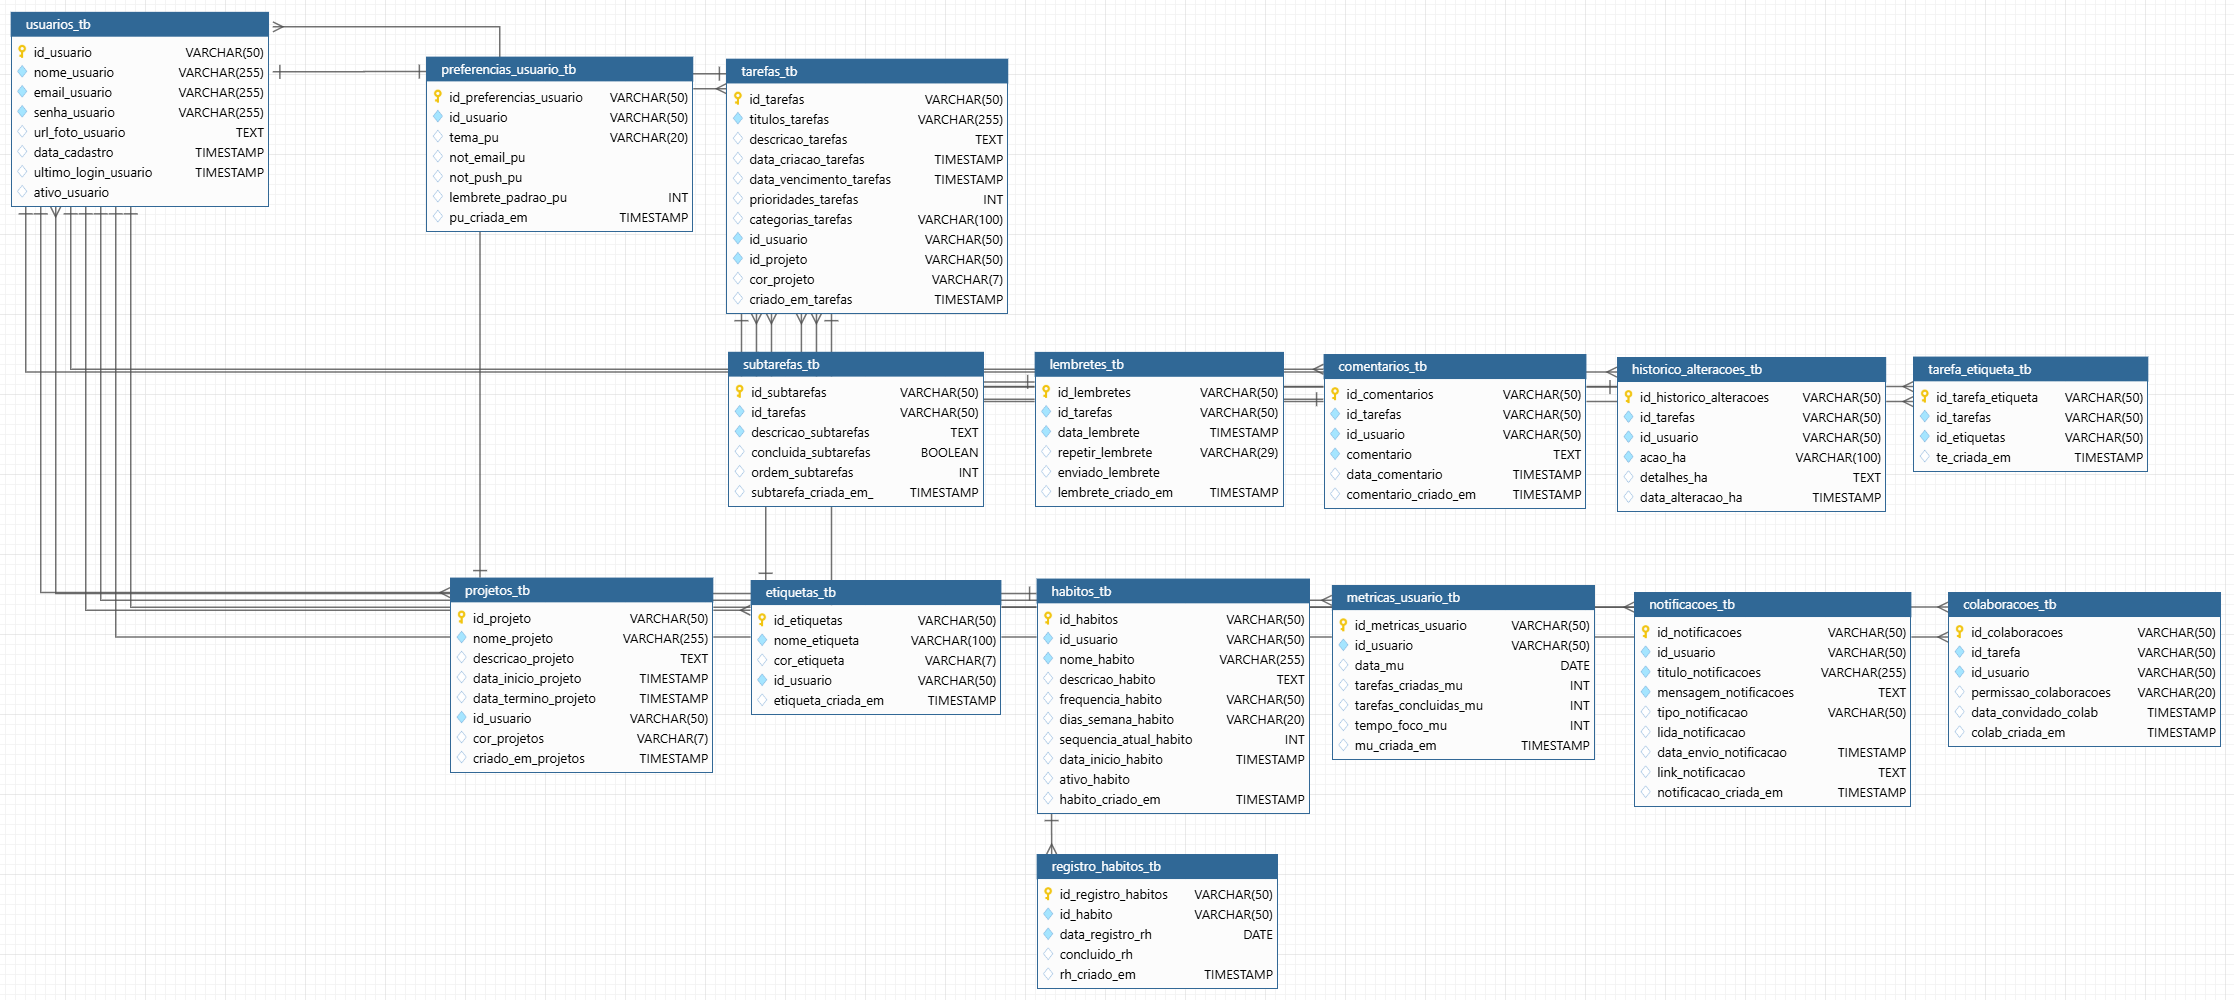 usuarios_tb
id_usuario VARCHAR(50)
nome_usuario VARCHAR(255)
email_usuario VARCHAR(255)
senha_usuario VARCHAR(255)
url_foto_usuario TEXT
data_cadastro TIMESTAMP
ultimo_login_usuario TIMESTAMP
ativo_usuario
preferencias_usuario_tb
id_preferencias_usuario VARCHAR(50)
id_usuario VARCHAR(50)
tema_pu VARCHAR(20)
not_email_pu
not_push_pu
lembrete_padrao_pu INT
pu_criada_em TIMESTAMP
tarefas_tb
id_tarefas VARCHAR(50)
titulos_tarefas VARCHAR(255)
descricao_tarefas TEXT
data_criacao_tarefas TIMESTAMP
data_vencimento_tarefas TIMESTAMP
prioridades_tarefas INT
categorias_tarefas VARCHAR(100)
id_usuario VARCHAR(50)
id_projeto VARCHAR(50)
cor_projeto VARCHAR(7)
criado_em_tarefas TIMESTAMP
subtarefas_tb
id_subtarefas VARCHAR(50)
id_tarefas VARCHAR(50)
descricao_subtarefas TEXT
concluida_subtarefas BOOLEAN
ordem_subtarefas INT
subtarefa_criada_em_ TIMESTAMP
lembretes_tb
id_lembretes VARCHAR(50)
id_tarefas VARCHAR(50)
data_lembrete TIMESTAMP
repetir_lembrete VARCHAR(29)
enviado_lembrete
lembrete_criado_em TIMESTAMP
comentarios_tb
id_comentarios VARCHAR(50)
id_tarefas VARCHAR(50)
id_usuario VARCHAR(50)
comentario TEXT
data_comentario TIMESTAMP
comentario_criado_em TIMESTAMP
historico_alteracoes_tb
id_historico_alteracoes VARCHAR(50)
id_tarefas VARCHAR(50)
id_usuario VARCHAR(50)
acao_ha VARCHAR(100)
detalhes_ha TEXT
data_alteracao_ha TIMESTAMP
tarefa_etiqueta_tb
id_tarefa_etiqueta VARCHAR(50)
id_tarefas VARCHAR(50)
id_etiquetas VARCHAR(50)
te_criada_em TIMESTAMP
projetos_tb
id_projeto VARCHAR(50)
nome_projeto VARCHAR(255)
descricao_projeto TEXT
data_inicio_projeto TIMESTAMP
data_termino_projeto TIMESTAMP
id_usuario VARCHAR(50)
cor_projetos VARCHAR(7)
criado_em_projetos TIMESTAMP
etiquetas_tb
id_etiquetas VARCHAR(50)
nome_etiqueta VARCHAR(100)
cor_etiqueta VARCHAR(7)
id_usuario VARCHAR(50)
etiqueta_criada_em TIMESTAMP
habitos_tb
id_habitos VARCHAR(50)
id_usuario VARCHAR(50)
nome_habito VARCHAR(255)
descricao_habito TEXT
frequencia_habito VARCHAR(50)
dias_semana_habito VARCHAR(20)
sequencia_atual_habito INT
data_inicio_habito TIMESTAMP
ativo_habito
habito_criado_em TIMESTAMP
metricas_usuario_tb
id_metricas_usuario VARCHAR(50)
id_usuario VARCHAR(50)
data_mu DATE
tarefas_criadas_mu INT
tarefas_concluidas_mu INT
tempo_foco_mu INT
mu_criada_em TIMESTAMP
notificacoes_tb
id_notificacoes VARCHAR(50)
id_usuario VARCHAR(50)
titulo_notificacoes VARCHAR(255)
mensagem_notificacoes TEXT
tipo_notificacao VARCHAR(50)
lida_notificacao
data_envio_notificacao TIMESTAMP
link_notificacao TEXT
notificacao_criada_em TIMESTAMP
colaboracoes_tb
id_colaboracoes VARCHAR(50)
id_tarefa VARCHAR(50)
id_usuario VARCHAR(50)
permissao_colaboracoes VARCHAR(20)
data_convidado_colab TIMESTAMP
colab_criada_em TIMESTAMP
registro_habitos_tb
id_registro_habitos VARCHAR(50)
id_habito VARCHAR(50)
data_registro_rh DATE
concluido_rh
rh_criado_em TIMESTAMP